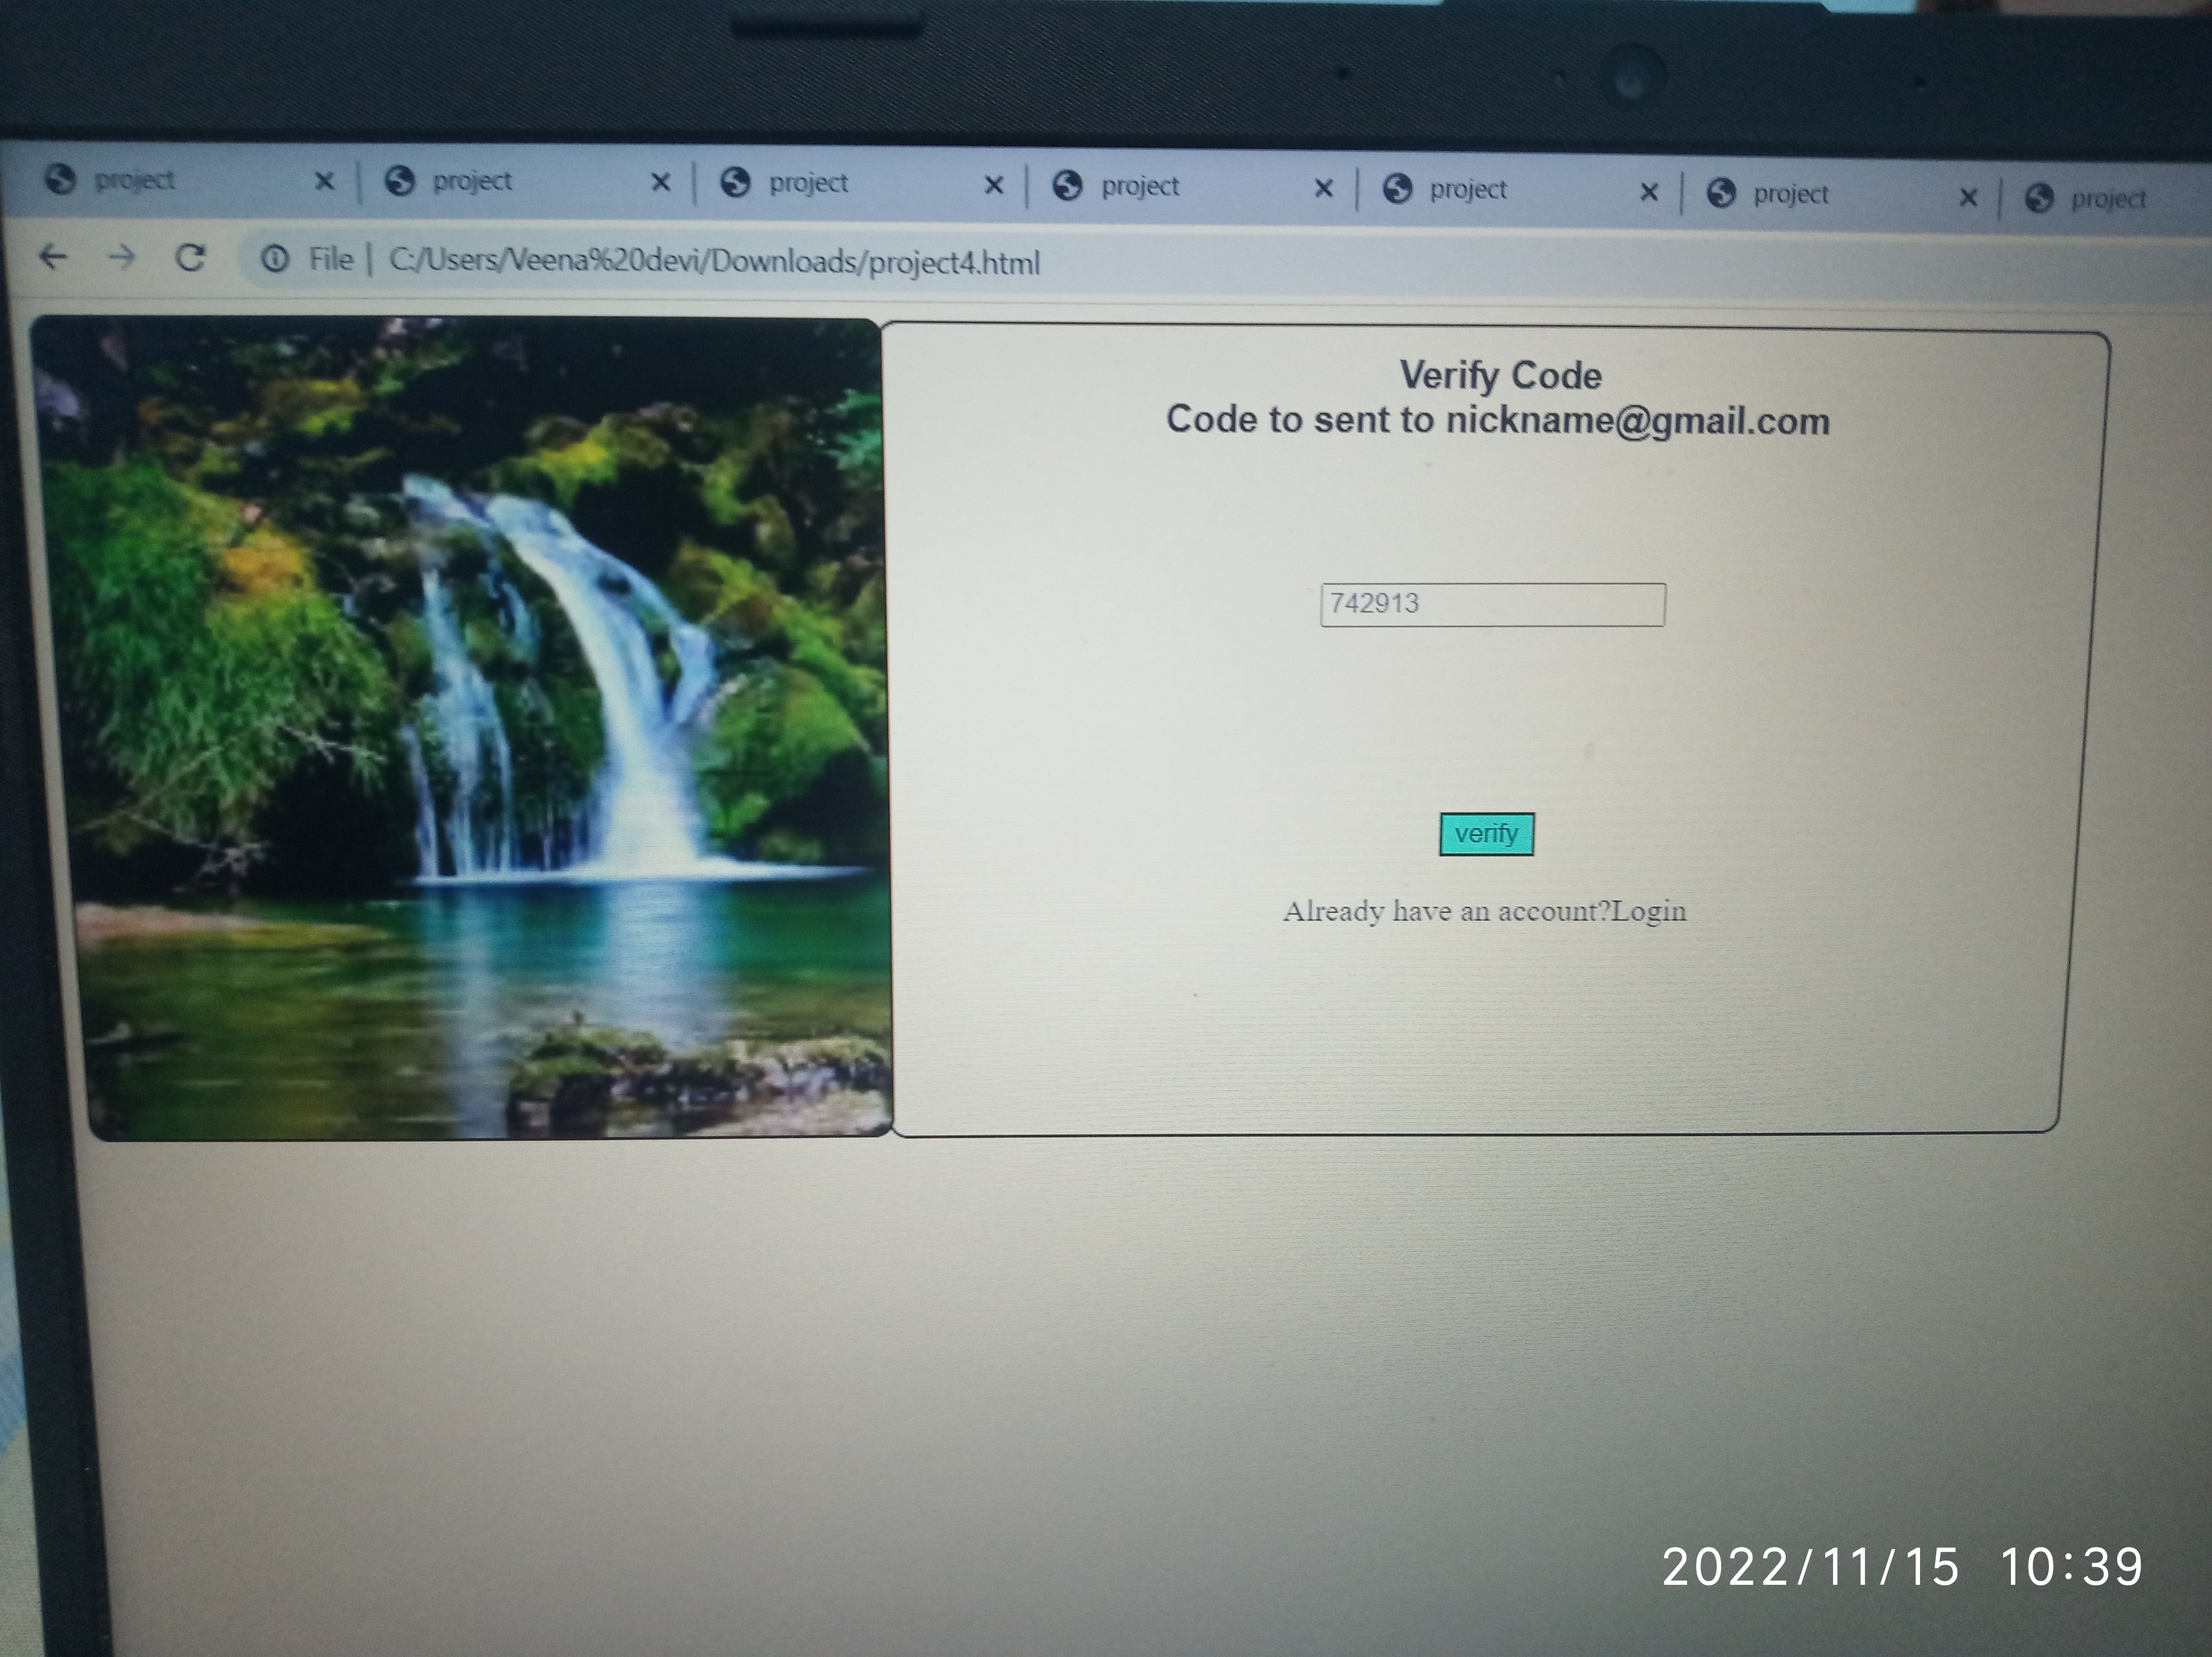 project
project
project
project
project
project
project
File | C:/Users/Veena%20devi/Downloads/project4.html
Verify Code
Code to sent to nickname@gmail.com
742913
verify
Already have an account?Login
2022/11/15 10:39